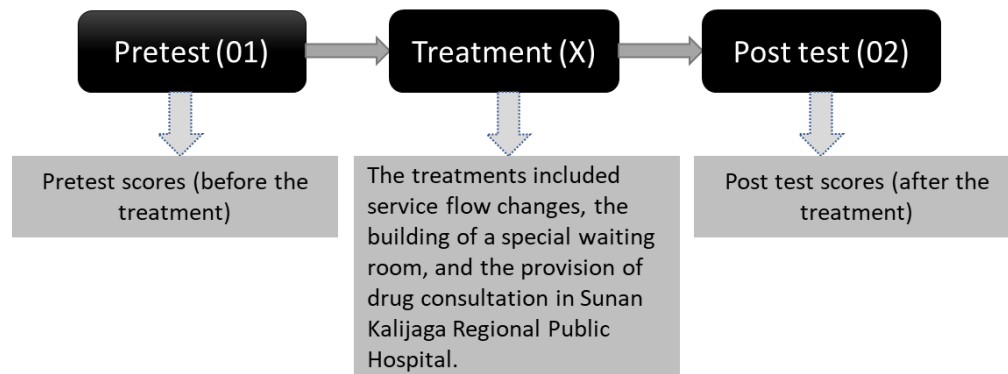 Pretest (01)
Treatment (X)
Post test (02)
Pretest scores (before the
treatment)
The treatments included
service flow changes, the
building of a special waiting
room, and the provision of
drug consultation in Sunan
Kalijaga Regional Public
Hospital.
Post test scores (after the
treatment)